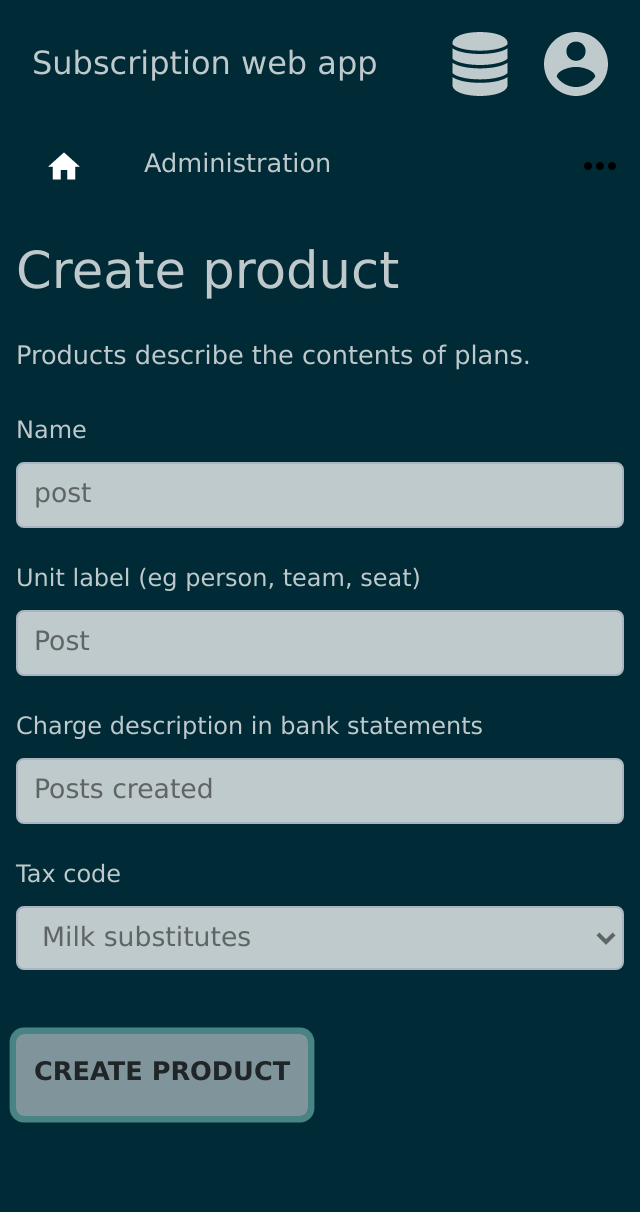 Subscription web app
Administration
Create product
Products describe the contents of plans.
Name
post
Unit label (eg person, team, seat)
Post
Charge description in bank statements
Posts created
Tax code
Milk substitutes
CREATE PRODUCT